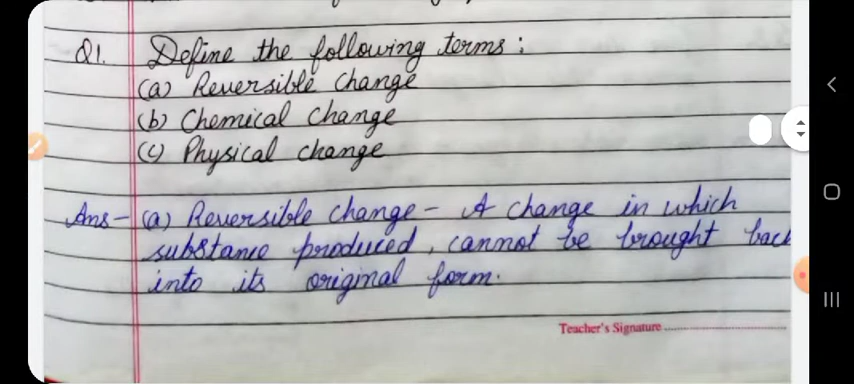 Q1. Define the following terms:
(a) Reversible change
(b) Chemical change
(c) Physical change
Ans- (a) Reversible change - A change in which
substance produced, cannot be brought back
into its original form.
Teacher's Signature